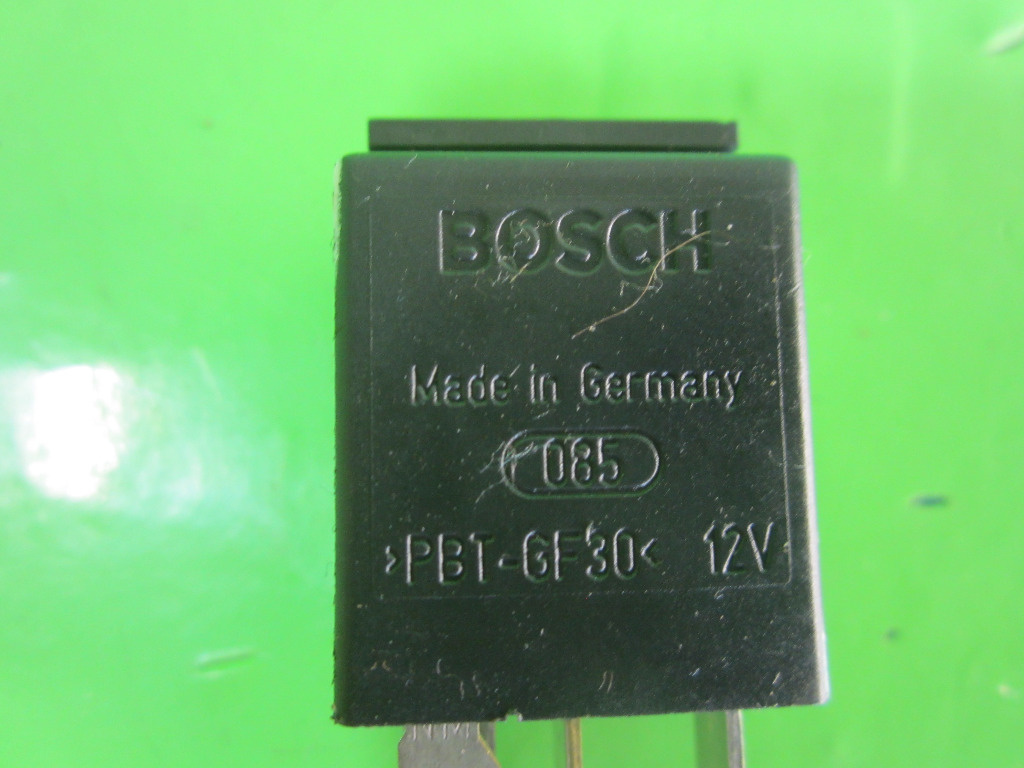 BOSCH
Made in Germany
085
>PBT-GF30< 12V